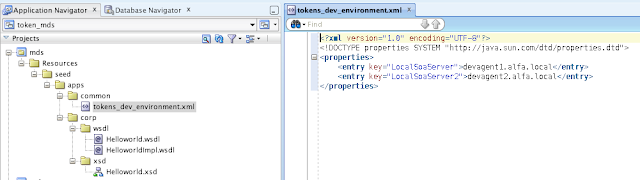 Application Navigator
Database Navigator
token_mds
Projects
mds
Resources
seed
apps
common
tokens_dev_environment.xml
corp
wsdl
Helloworld.wsdl
HelloworldImpl.wsdl
xsd
Helloworld.xsd
tokens_dev_environment.xml
Find
<?xml version="1.0" encoding="UTF-8"?>
<!DOCTYPE properties SYSTEM "http://java.sun.com/dtd/properties.dtd">
<properties>
<entry key="LocalSoaServer">devagent1.alfa.local</entry>
<entry key="LocalSoaServer2">devagent2.alfa.local</entry>
</properties>